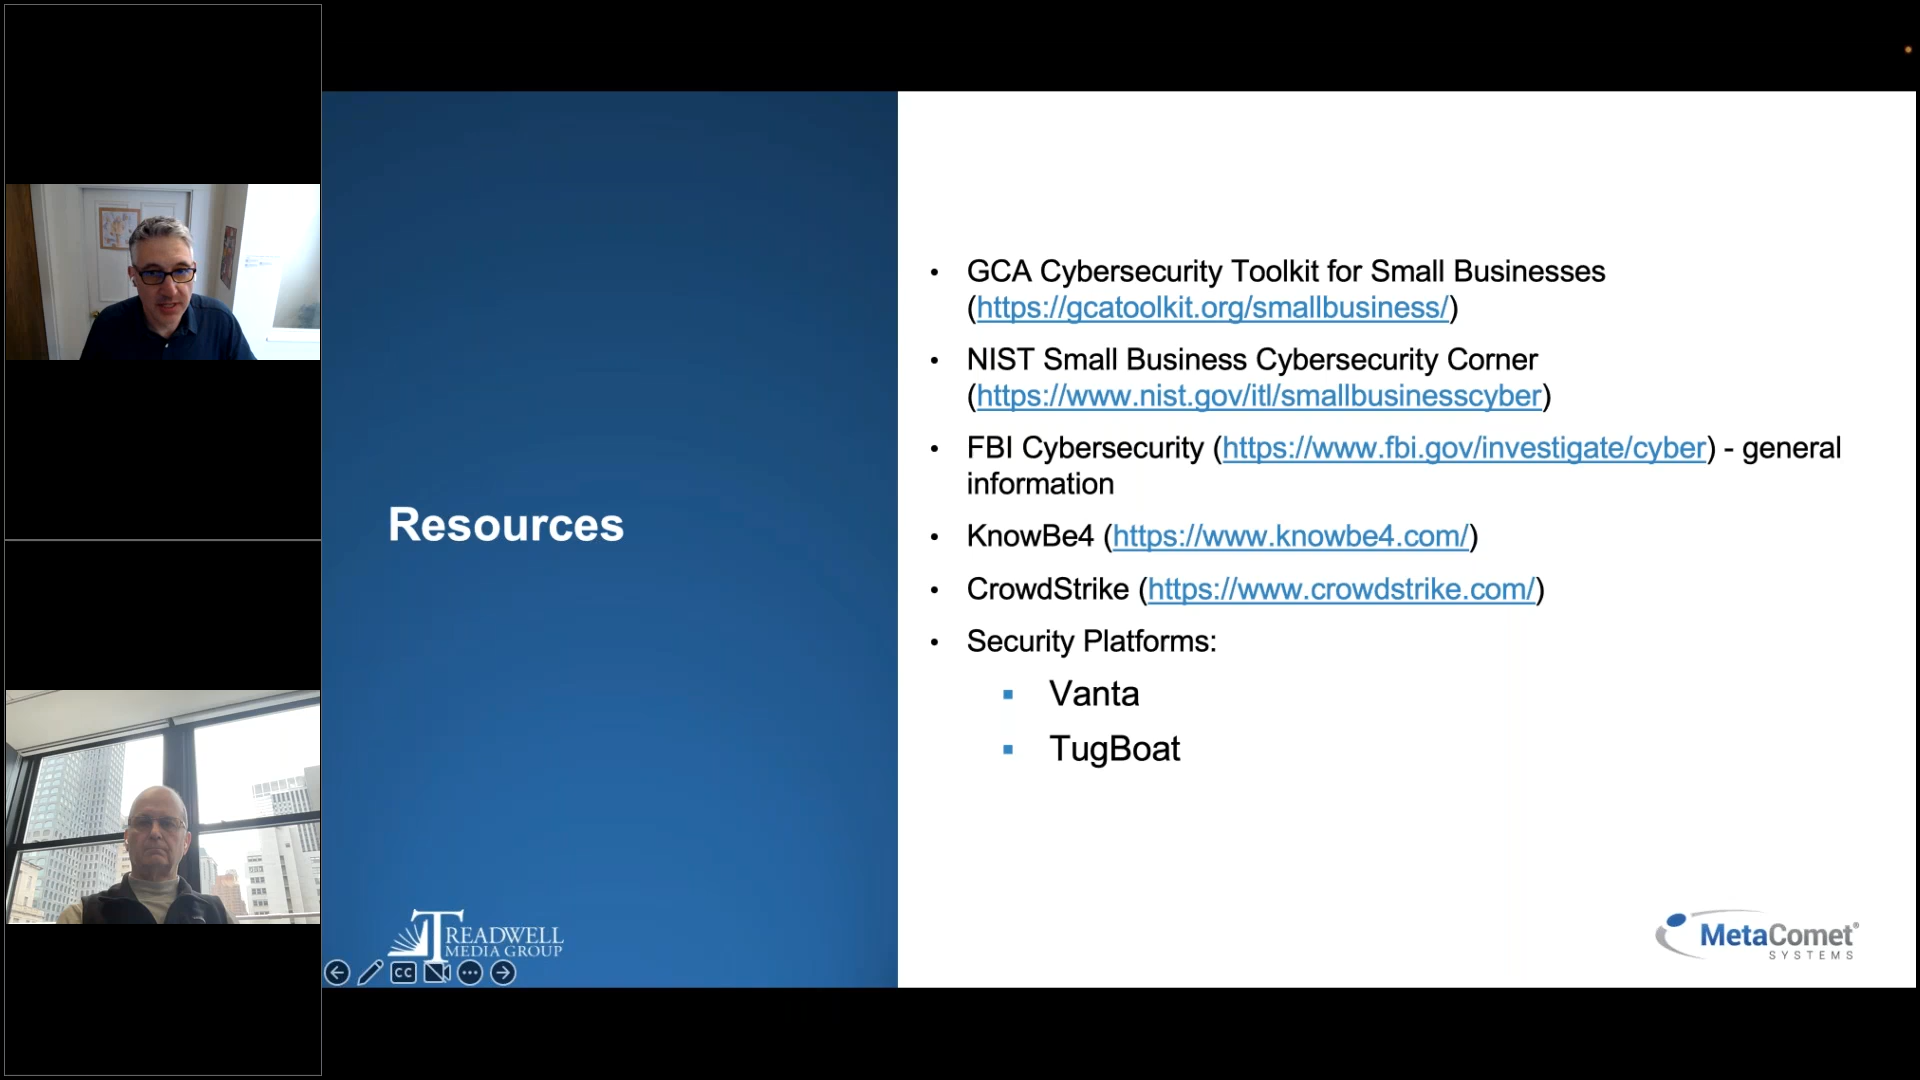 Resources
• GCA Cybersecurity Toolkit for Small Businesses
(https://gcatoolkit.org/smallbusiness/)
• NIST Small Business Cybersecurity Corner
(https://www.nist.gov/itl/smallbusinesscyber)
• FBI Cybersecurity (https://www.fbi.gov/investigate/cyber) - general
information
• KnowBe4 (https://www.knowbe4.com/)
• CrowdStrike (https://www.crowdstrike.com/)
• Security Platforms:
▪ Vanta
▪ TugBoat
TREADWELL
MEDIA GROUP
CC
MetaComet®
SYSTEMS